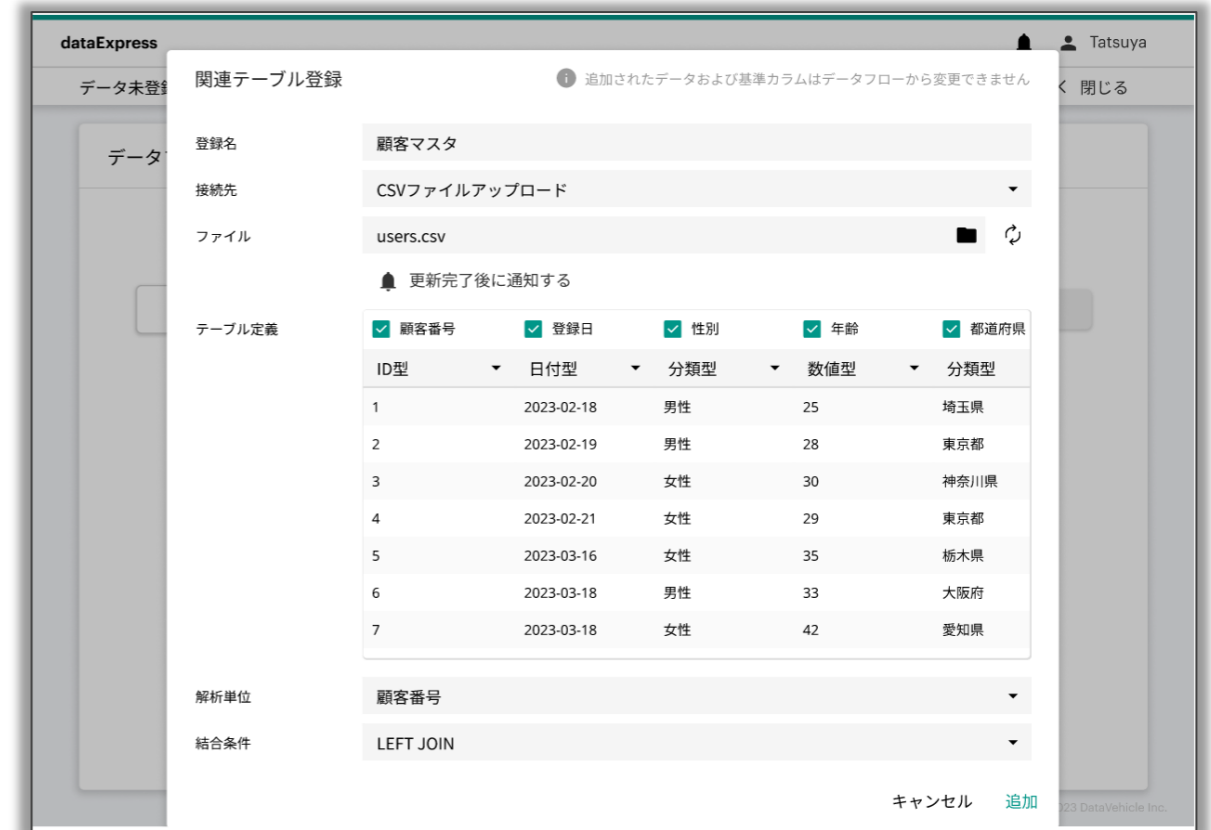 dataExpress
Tatsuya
データ未登録
閉じる
関連テーブル登録
追加されたデータおよび基準カラムはデータフローから変更できません
データ
登録名 顧客マスタ
接続先 CSVファイルアップロード
ファイル users.csv
更新完了後に通知する
テーブル定義 顧客番号 登録日 性別 年齢 都道府県
ID型 日付型 分類型 数値型 分類型
1 2023-02-18 男性 25 埼玉県
2 2023-02-19 男性 28 東京都
3 2023-02-20 女性 30 神奈川県
4 2023-02-21 女性 29 東京都
5 2023-03-16 女性 35 栃木県
6 2023-03-18 男性 33 大阪府
7 2023-03-18 女性 42 愛知県
解析単位 顧客番号
結合条件 LEFT JOIN
キャンセル 追加
023 DataVehicle Inc.